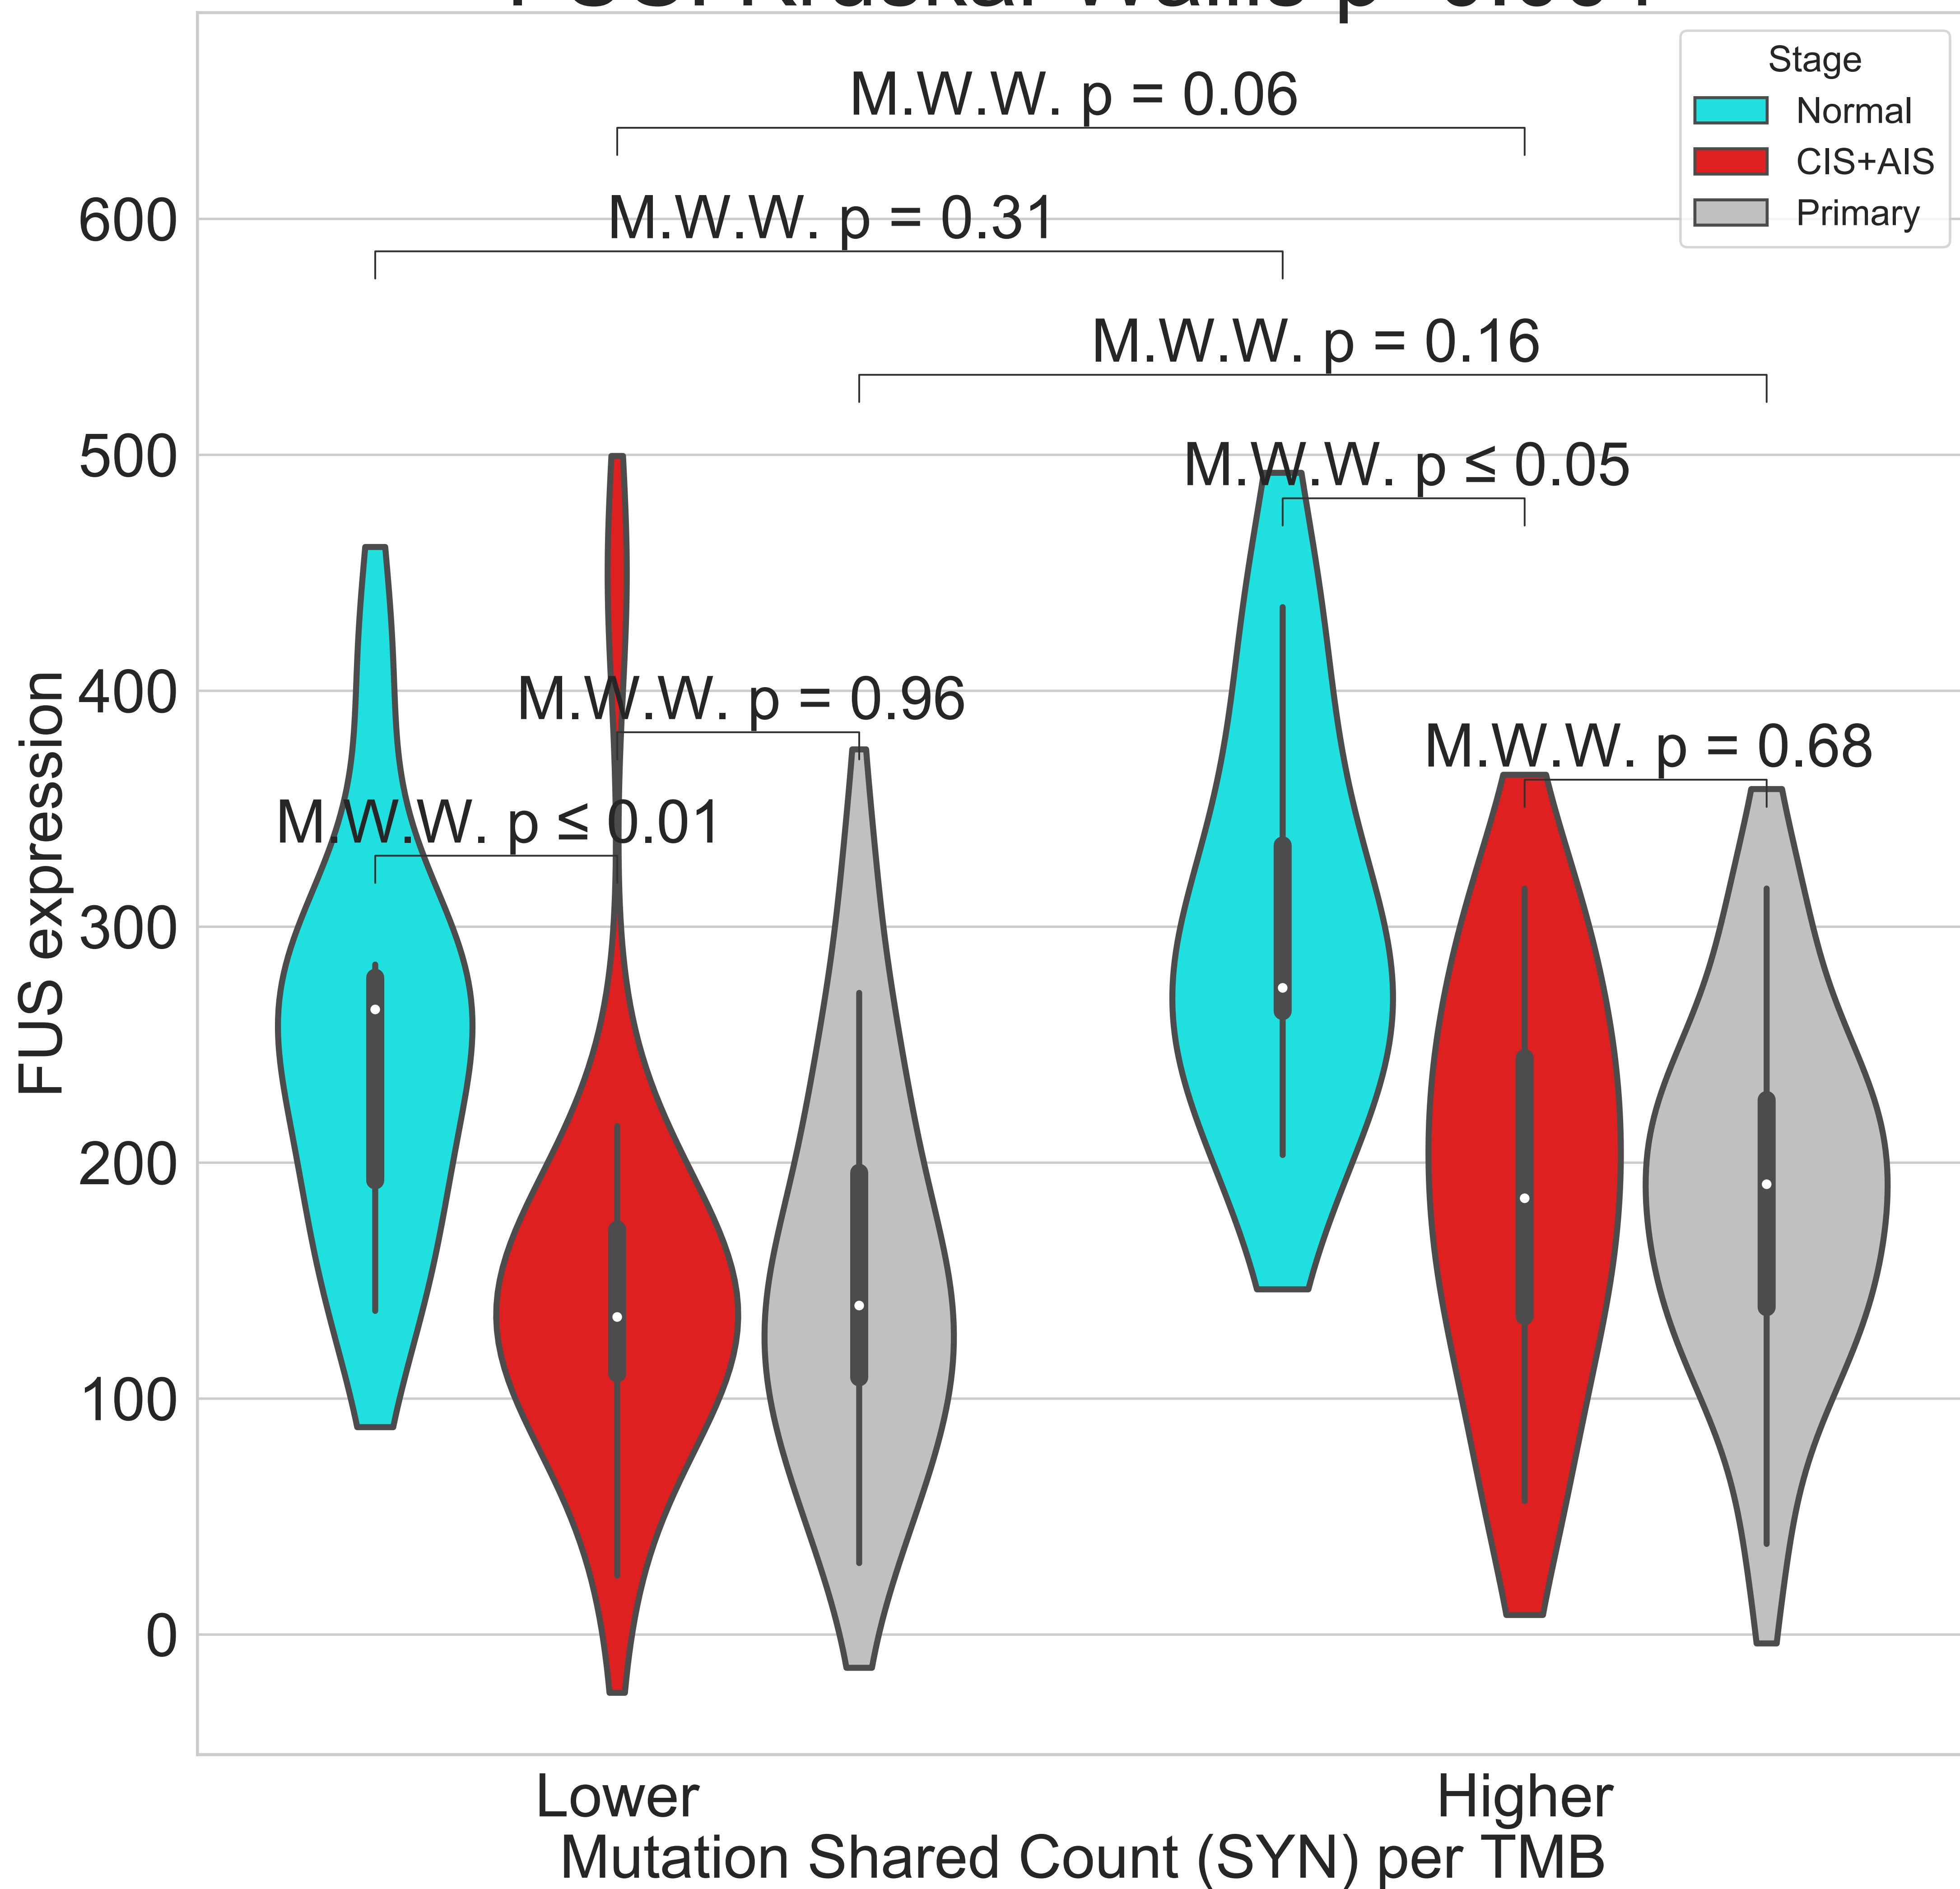 Stage
Normal
CIS+AIS
Primary
M.W.W. p = 0.06
M.W.W. p = 0.31
M.W.W. p = 0.16
M.W.W. p ≤ 0.05
M.W.W. p = 0.96
M.W.W. p = 0.68
M.W.W. p ≤ 0.01
600
500
400
300
200
100
0
FUS expression
Lower
Higher
Mutation Shared Count (SYN) per TMB